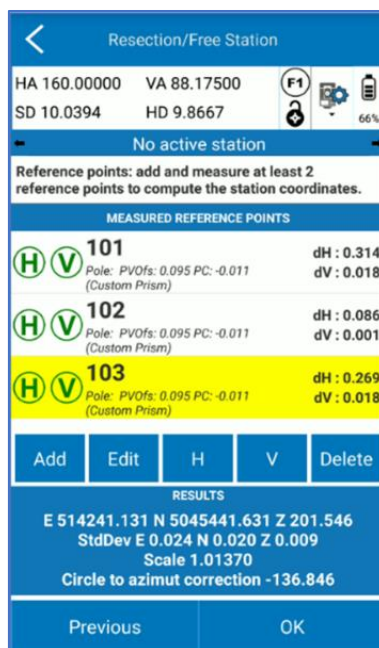 Resection/Free Station
HA 160.00000 VA 88.17500
SD 10.0394 HD 9.8667
F1
66%
No active station
Reference points: add and measure at least 2
reference points to compute the station coordinates.
MEASURED REFERENCE POINTS
H V 101 dH : 0.314
Pole: PVOfs: 0.095 PC: -0.011 dV : 0.018
(Custom Prism)
H V 102 dH : 0.086
Pole: PVOfs: 0.095 PC: -0.011 dV : 0.001
(Custom Prism)
H V 103 dH : 0.269
Pole: PVOfs: 0.095 PC: -0.011 dV : 0.018
(Custom Prism)
Add Edit H V Delete
RESULTS
E 514241.131 N 5045441.631 Z 201.546
StdDev E 0.024 N 0.020 Z 0.009
Scale 1.01370
Circle to azimut correction -136.846
Previous OK